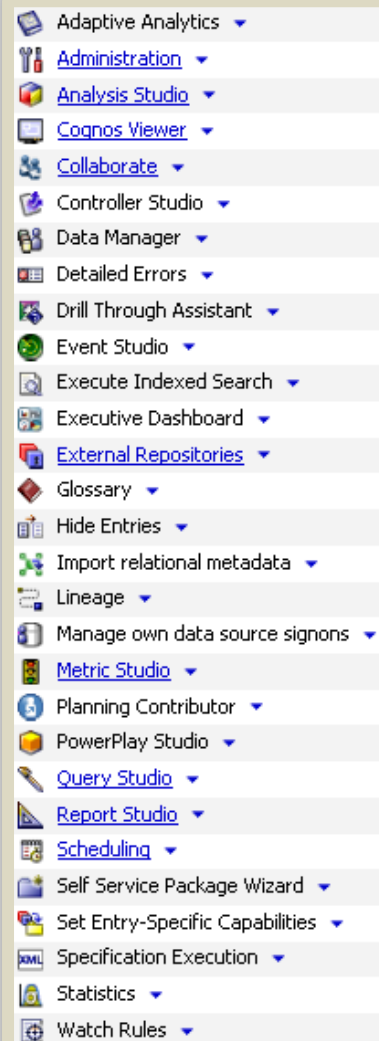 Adaptive Analytics
Administration
Analysis Studio
Cognos Viewer
Collaborate
Controller Studio
Data Manager
Detailed Errors
Drill Through Assistant
Event Studio
Execute Indexed Search
Executive Dashboard
External Repositories
Glossary
Hide Entries
Import relational metadata
Lineage
Manage own data source signons
Metric Studio
Planning Contributor
PowerPlay Studio
Query Studio
Report Studio
Scheduling
Self Service Package Wizard
Set Entry-Specific Capabilities
XML Specification Execution
Statistics
Watch Rules